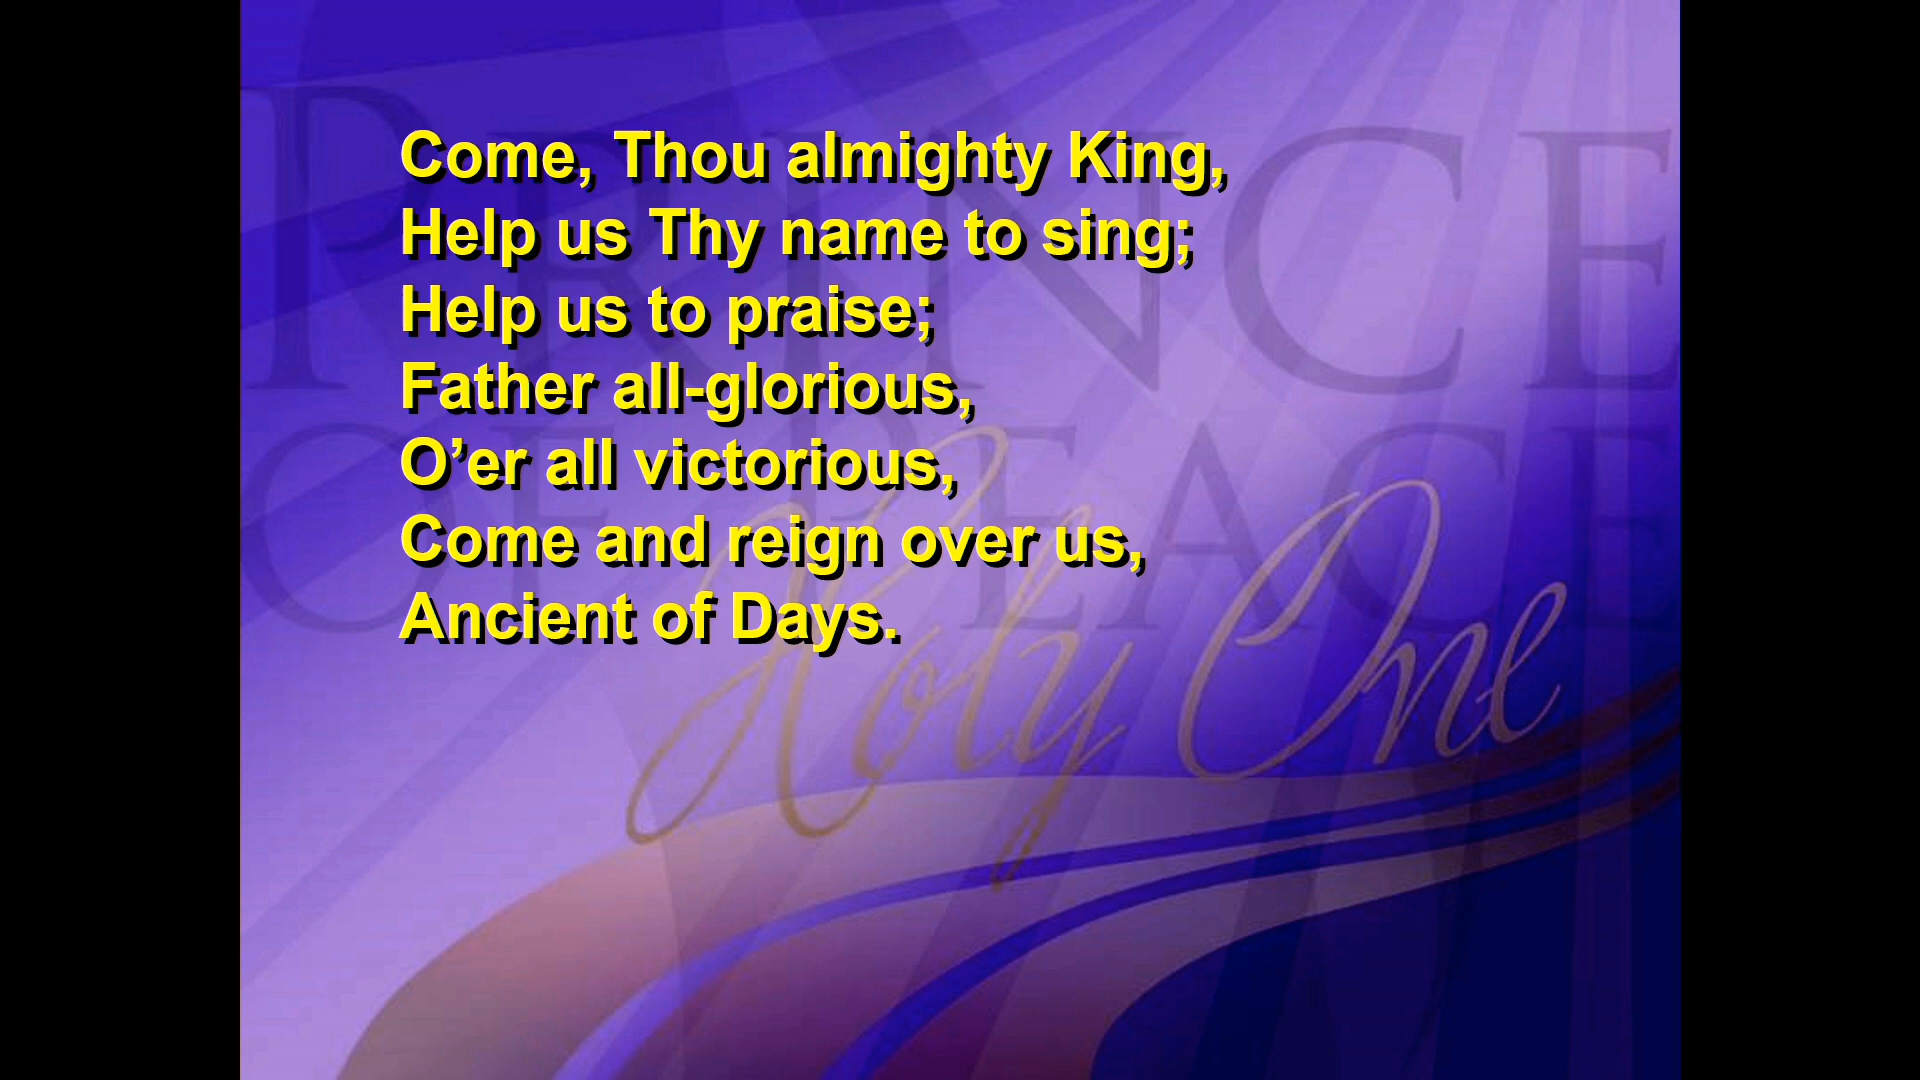 Come, Thou almighty King,
Help us Thy name to sing;
Help us to praise;
Father all-glorious,
O’er all victorious,
Come and reign over us,
Ancient of Days.
PRINCE
OF PEACE
Holy One